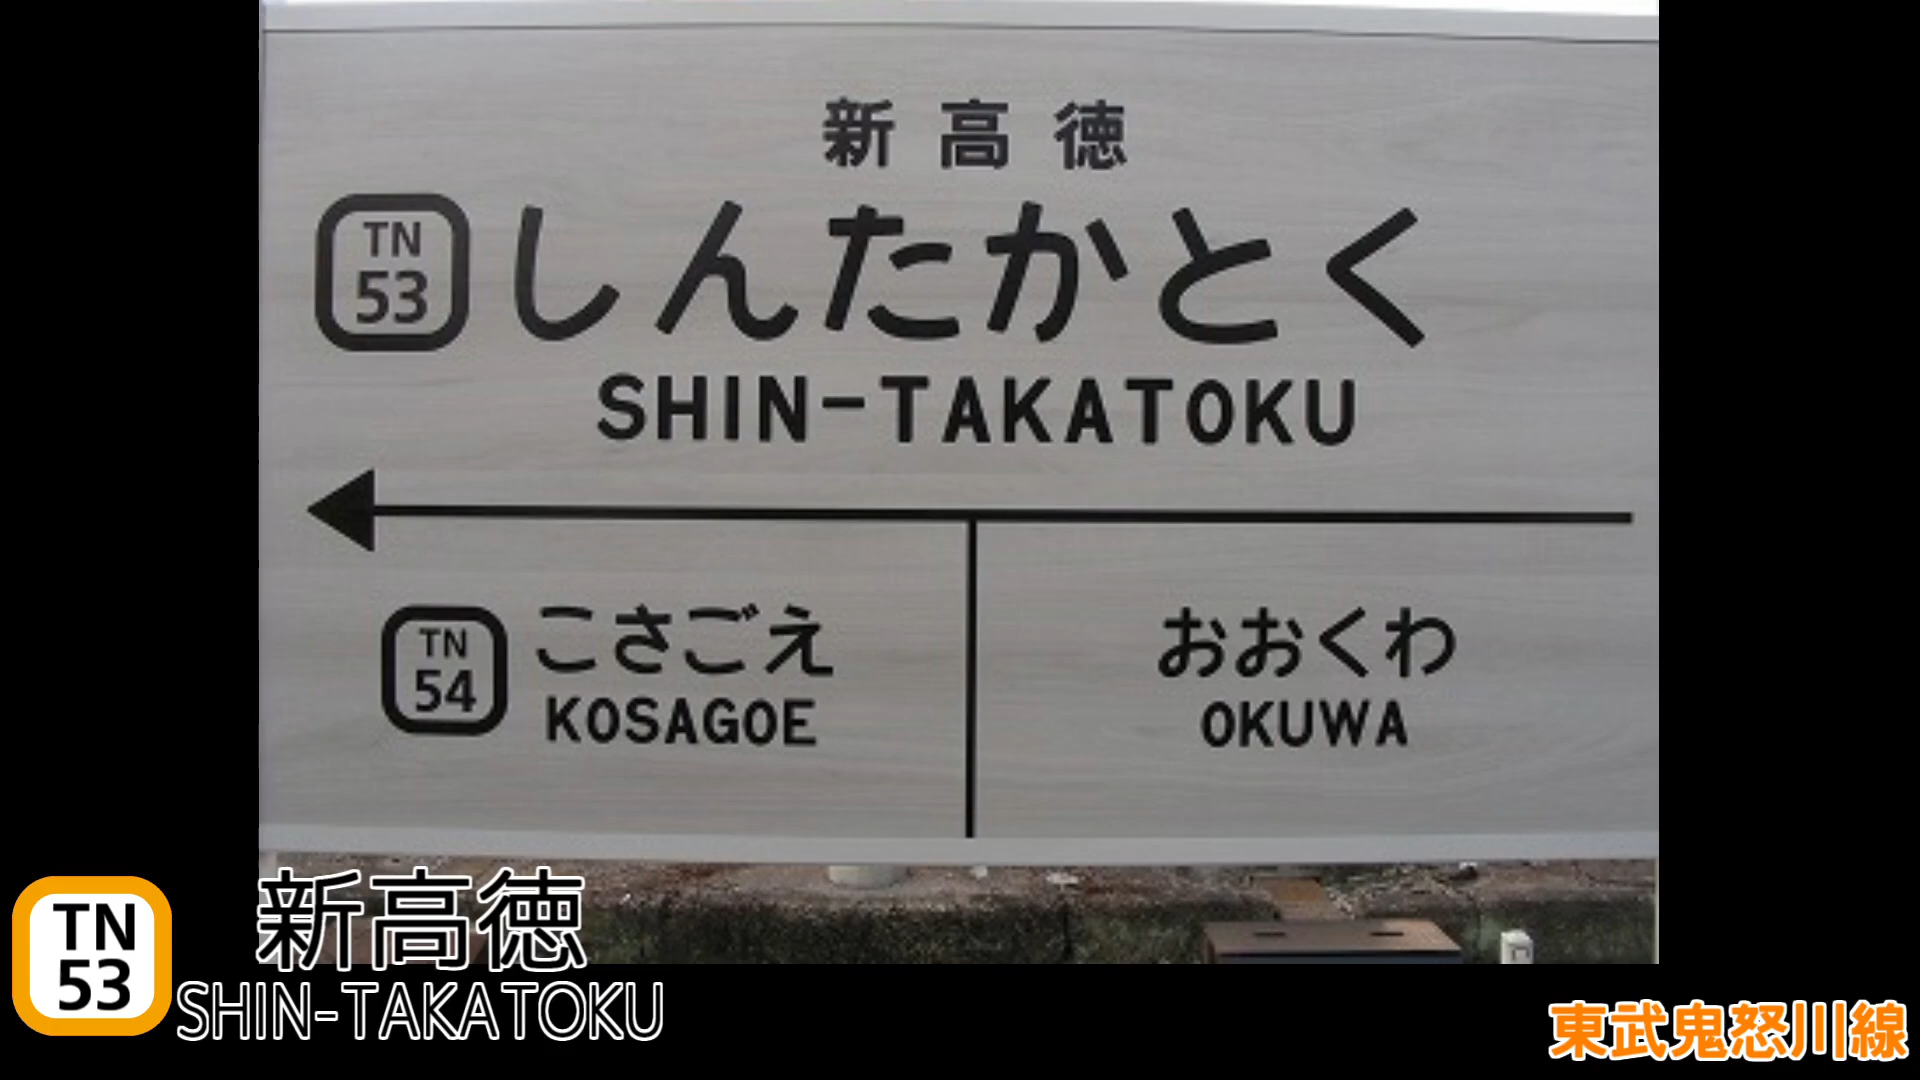 新高徳
TN
53
しんたかとく
SHIN-TAKATOKU
TN
54
こさごえ
KOSAGOE
おおくわ
OKUWA
TN
53
新高徳
SHIN-TAKATOKU
東武鬼怒川線